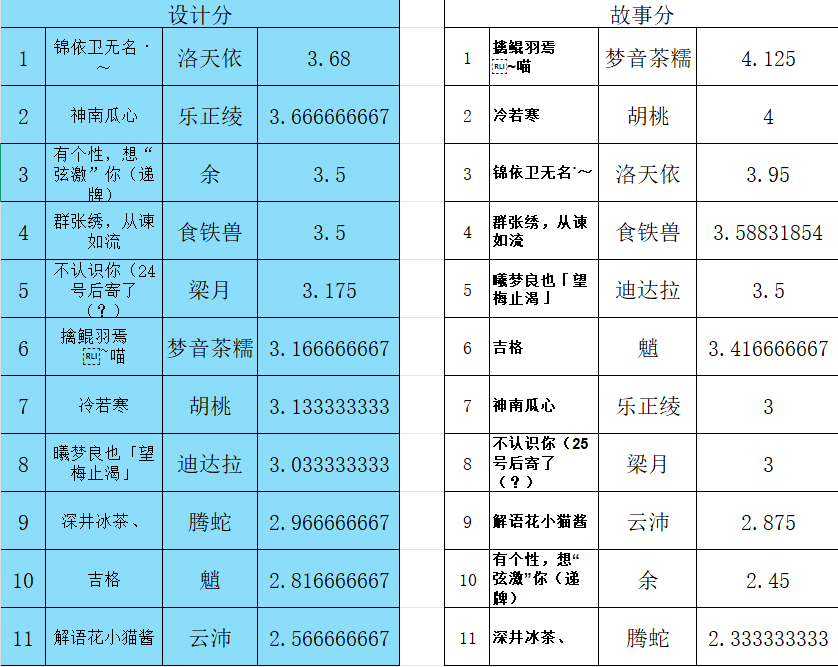 设计分
1 锦依卫无名·～ 洛天依 3.68
2 神南瓜心 乐正绫 3.666666667
3 有个性，想“弦激”你（递牌） 余 3.5
4 群张绣，从谏如流 食铁兽 3.5
5 不认识你（24号后寄了（？） 梁月 3.175
6 擒鲲羽焉RLI~喵 梦音茶糯 3.166666667
7 冷若寒 胡桃 3.133333333
8 曦梦良也「望梅止渴」 迪达拉 3.033333333
9 深井冰茶、 腾蛇 2.966666667
10 吉格 魈 2.816666667
11 解语花小猫酱 云沛 2.566666667
故事分
1 擒鲲羽焉RLI~喵 梦音茶糯 4.125
2 冷若寒 胡桃 4
3 锦依卫无名·～ 洛天依 3.95
4 群张绣，从谏如流 食铁兽 3.58831854
5 曦梦良也「望梅止渴」 迪达拉 3.5
6 吉格 魈 3.416666667
7 神南瓜心 乐正绫 3
8 不认识你（25号后寄了（？） 梁月 3
9 解语花小猫酱 云沛 2.875
10 有个性，想“弦激”你（递牌） 余 2.45
11 深井冰茶、 腾蛇 2.333333333